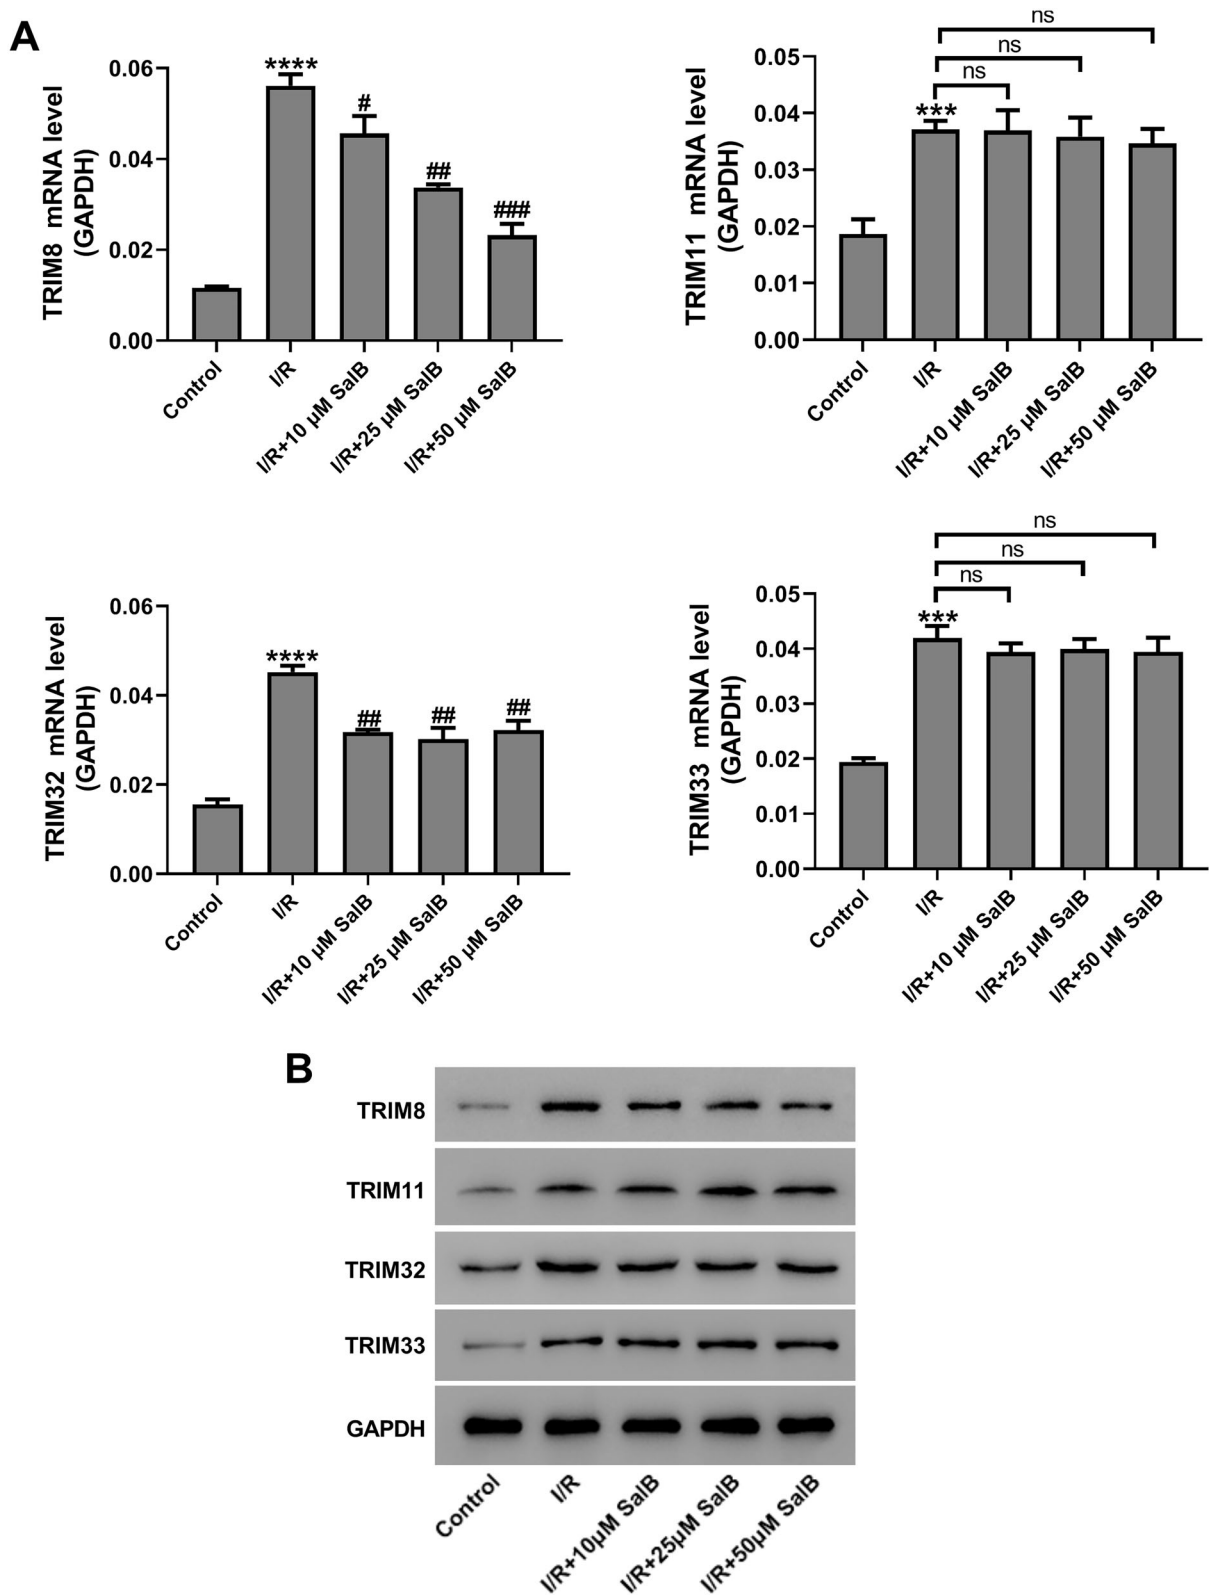 A
TRIM8 mRNA level
(GAPDH)
0.06
0.04
0.02
0.00
****
#
##
###
Control
I/R
I/R+10 μM SalB
I/R+25 μM SalB
I/R+50 μM SalB
TRIM11 mRNA level
(GAPDH)
0.05
0.04
0.03
0.02
0.01
0.00
ns
ns
ns
***
Control
I/R
I/R+10 μM SalB
I/R+25 μM SalB
I/R+50 μM SalB
TRIM32 mRNA level
(GAPDH)
0.06
0.04
0.02
0.00
****
##
##
##
Control
I/R
I/R+10 μM SalB
I/R+25 μM SalB
I/R+50 μM SalB
TRIM33 mRNA level
(GAPDH)
0.05
0.04
0.03
0.02
0.01
0.00
ns
ns
ns
***
Control
I/R
I/R+10 μM SalB
I/R+25 μM SalB
I/R+50 μM SalB
B
TRIM8
TRIM11
TRIM32
TRIM33
GAPDH
Control
I/R
I/R+10μM SalB
I/R+25μM SalB
I/R+50μM SalB